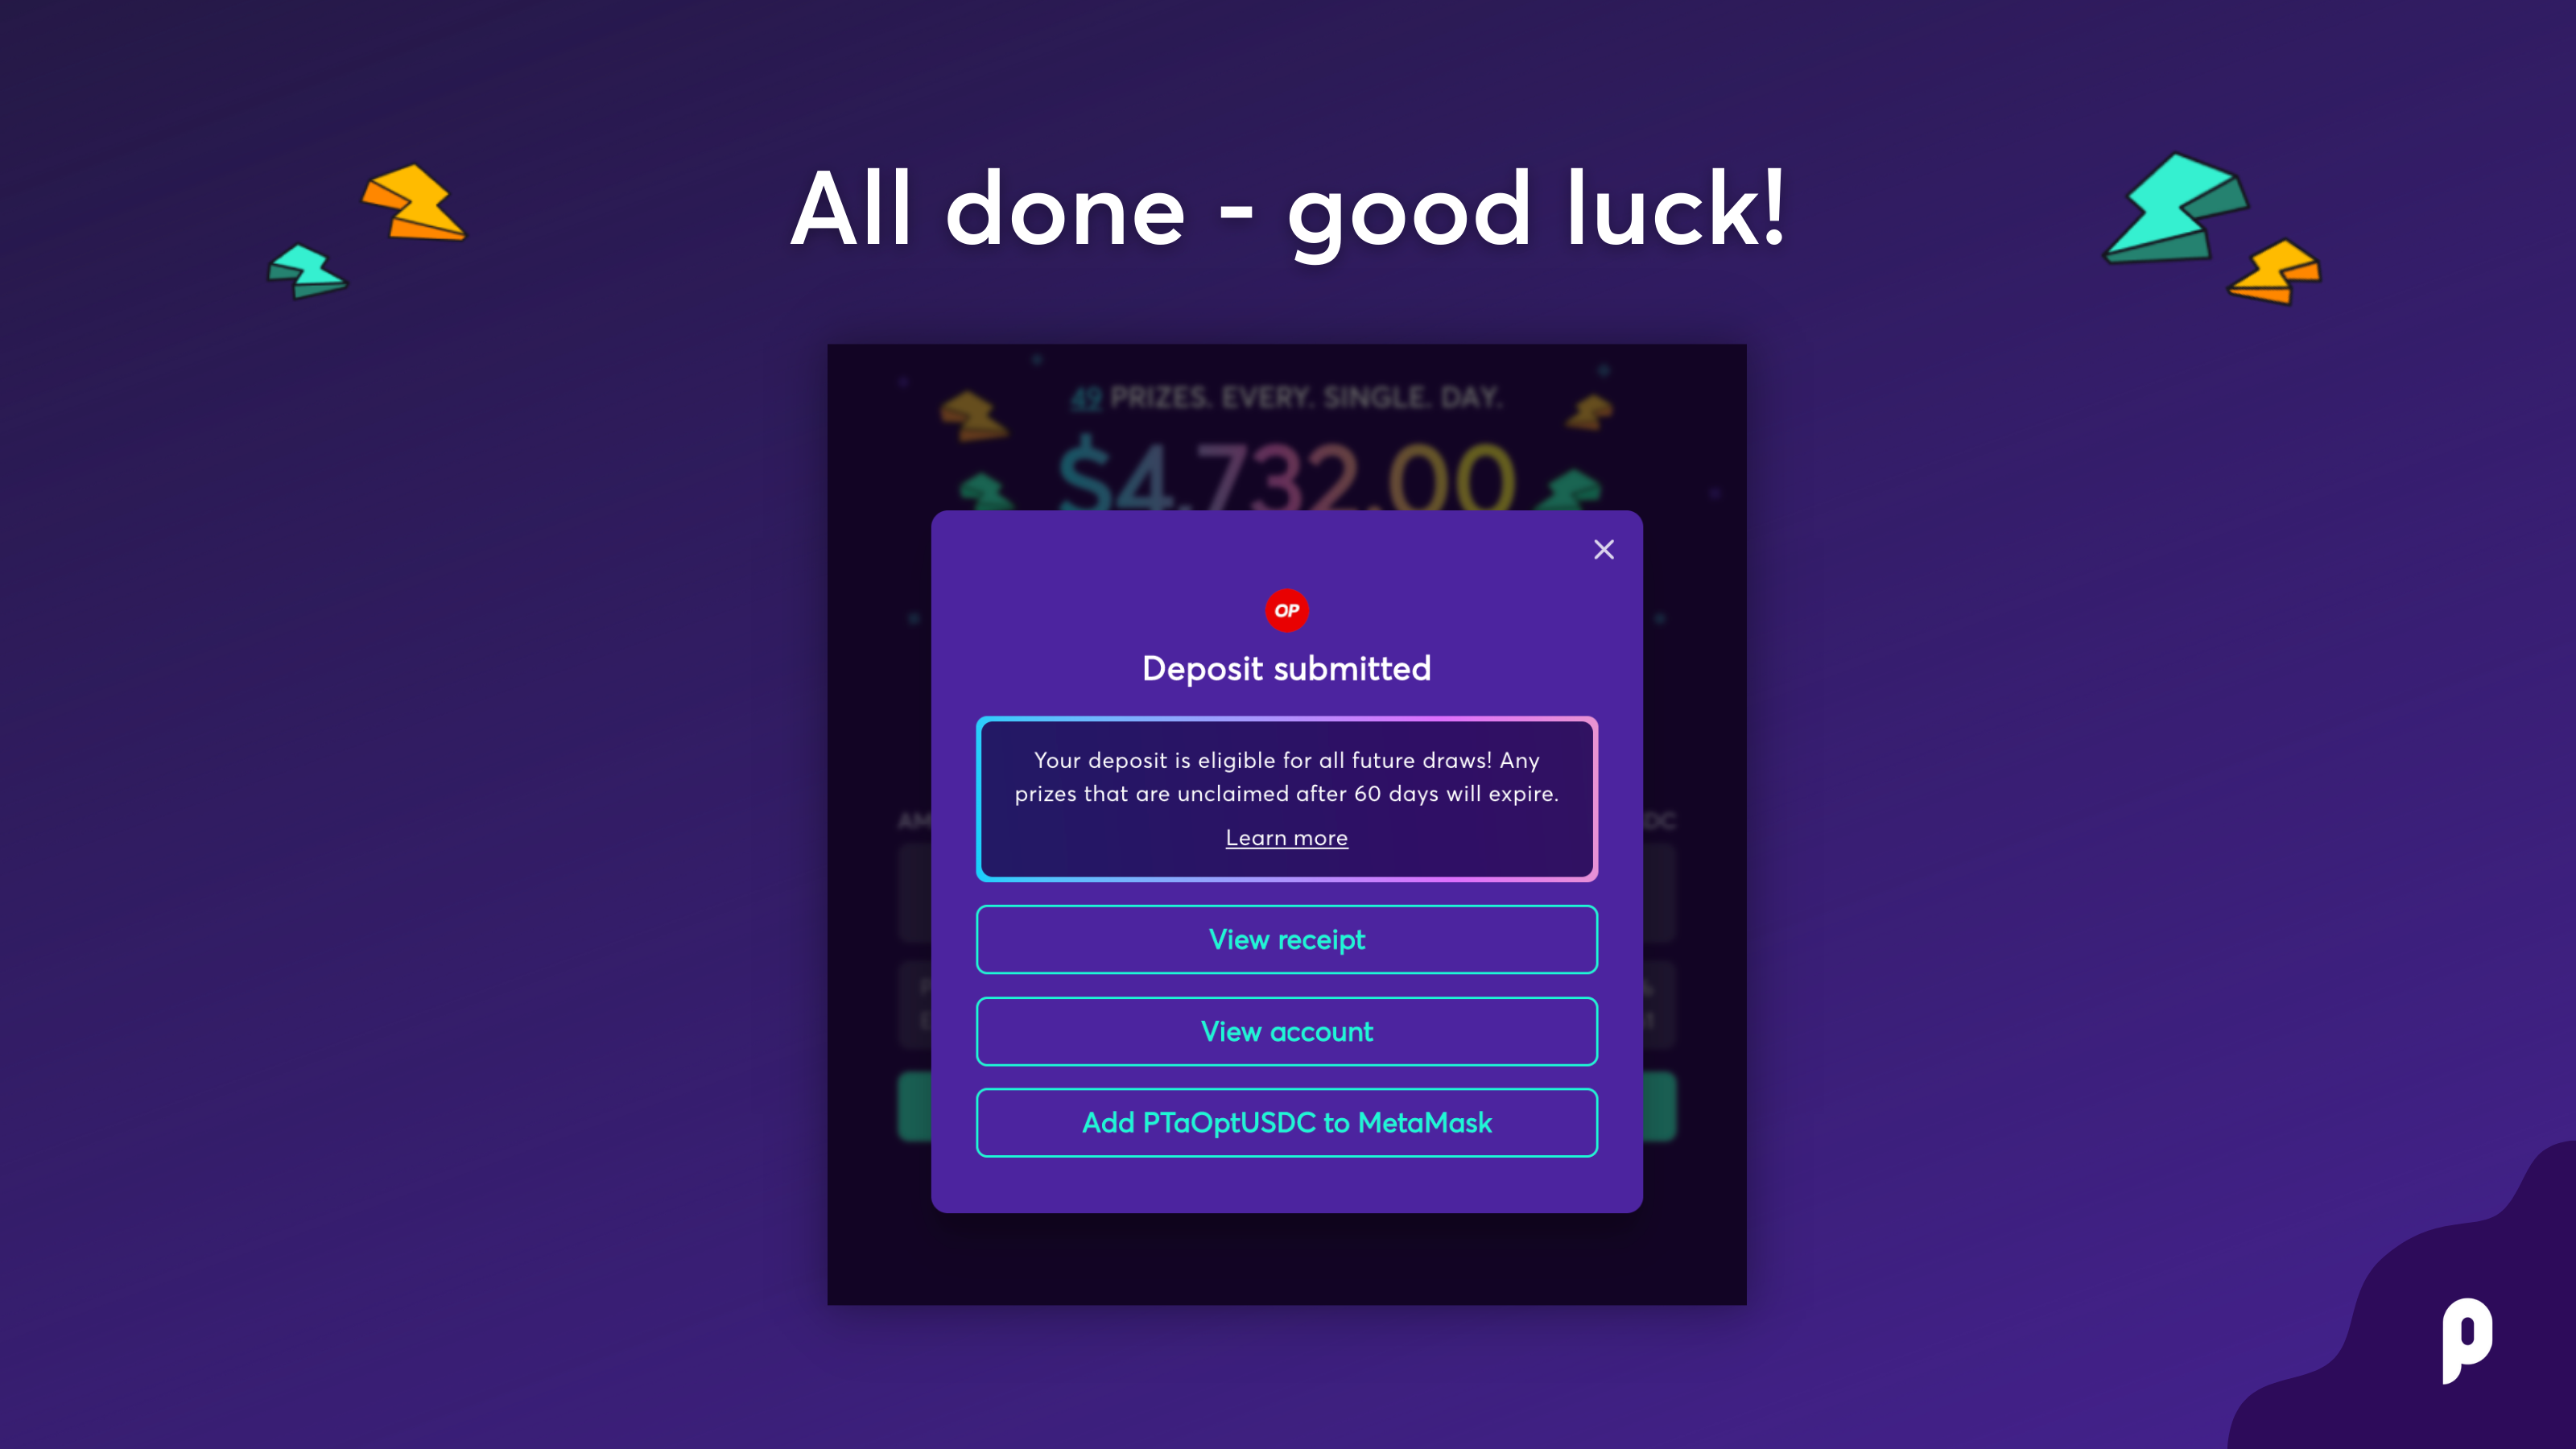 All done - good luck!
49 PRIZES. EVERY. SINGLE. DAY.
$4,732.00
OP
Deposit submitted
Your deposit is eligible for all future draws! Any
prizes that are unclaimed after 60 days will expire.
Learn more
View receipt
View account
Add PTaOptUSDC to MetaMask